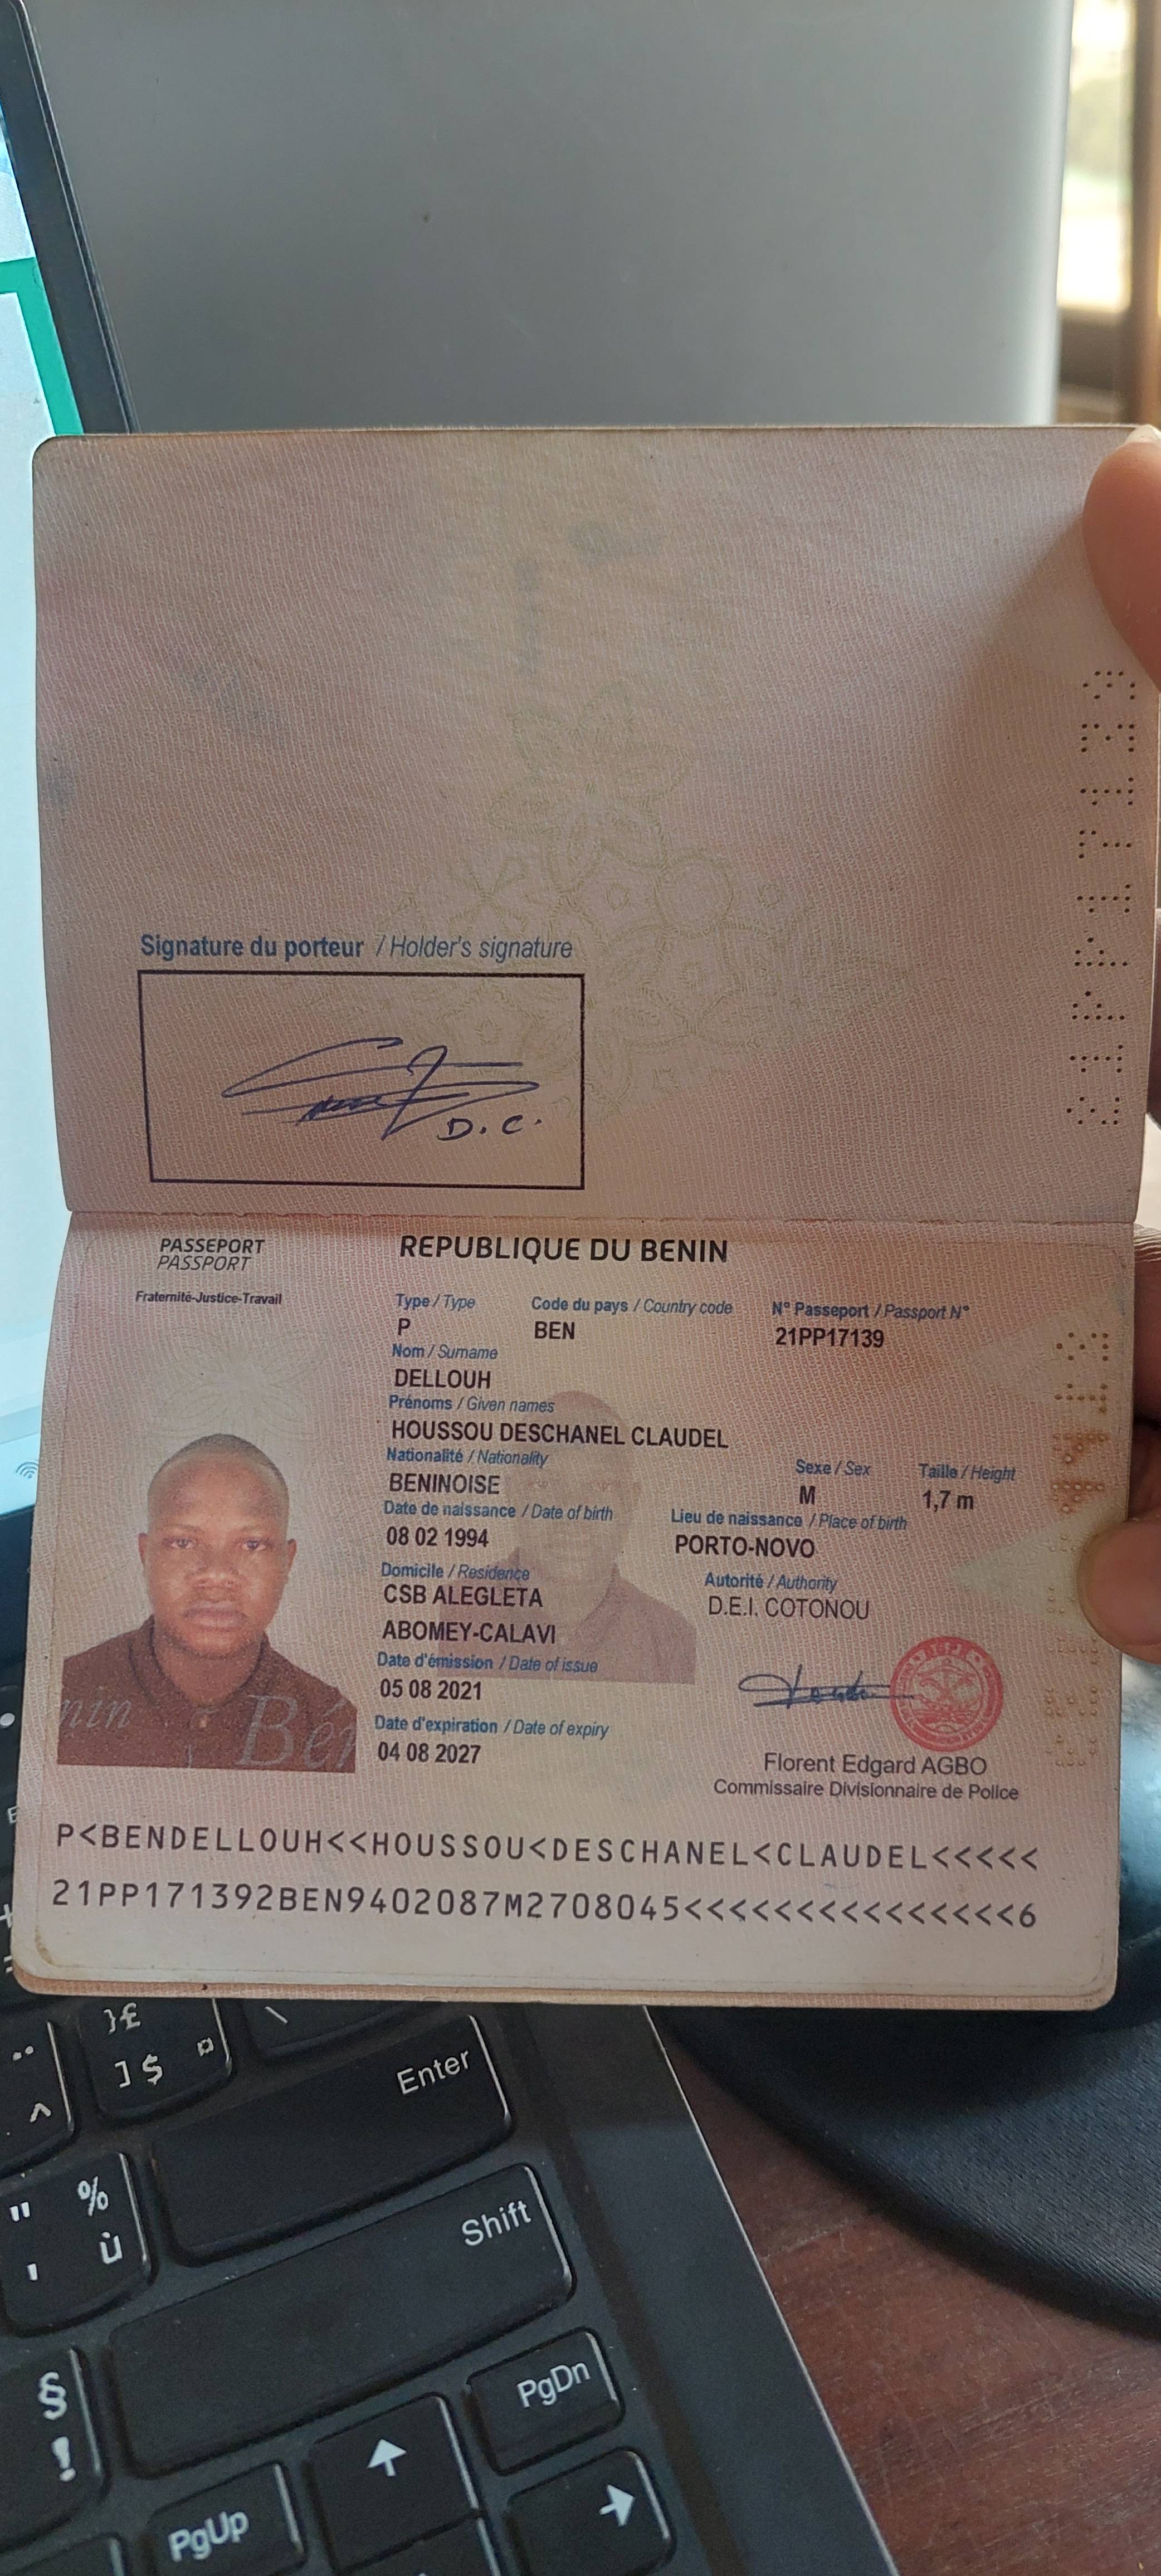 Signature du porteur / Holder's signature
D.C.
PASSEPORT
PASSPORT
Fraternité-Justice-Travail
REPUBLIQUE DU BENIN
Type / Type
Code du pays / Country code
N° Passeport / Passport N°
P
BEN
21PP17139
Nom / Surname
DELLOUH
Prénoms / Given names
HOUSSOU DESCHANEL CLAUDEL
Nationalité / Nationality
Sexe / Sex
Taille / Height
BENINOISE
M
1,7 m
Date de naissance / Date of birth
Lieu de naissance / Place of birth
08 02 1994
PORTO-NOVO
Domicile / Residence
Autorité / Authority
CSB ALEGLETA
D.E.I. COTONOU
ABOMEY-CALAVI
Date d'émission / Date of issue
05 08 2021
Date d'expiration / Date of expiry
04 08 2027
Florent Edgard AGBO
Commissaire Divisionnaire de Police
Bénin
P<BENDELLOUH<<HOUSSOU<DESCHANEL<CLAUDEL<<<<<
21PP171392BEN9402087M2708045<<<<<<<<<<<<<<<6
}£
]$ ¤
\
^
Enter
" %
' ù
Shift
§
!
PgDn
PgUp